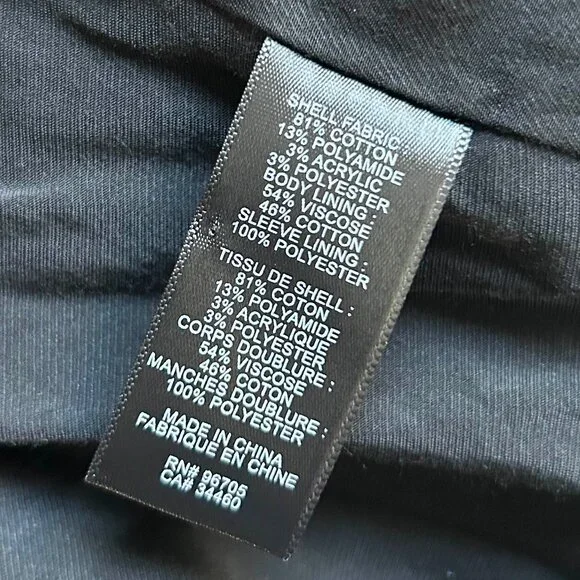 SHELL FABRIC:
81% COTTON
13% POLYAMIDE
3% ACRYLIC
3% POLYESTER
BODY LINING :
54% VISCOSE
46% COTTON
SLEEVE LINING :
100% POLYESTER
TISSU DE SHELL :
81% COTON
13% POLYAMIDE
3% ACRYLIQUE
3% POLYESTER
CORPS DOUBLURE :
54% VISCOSE
46% COTON
MANCHES DOUBLURE :
100% POLYESTER
MADE IN CHINA
FABRIQUE EN CHINE
RN# 96705
CA# 34460